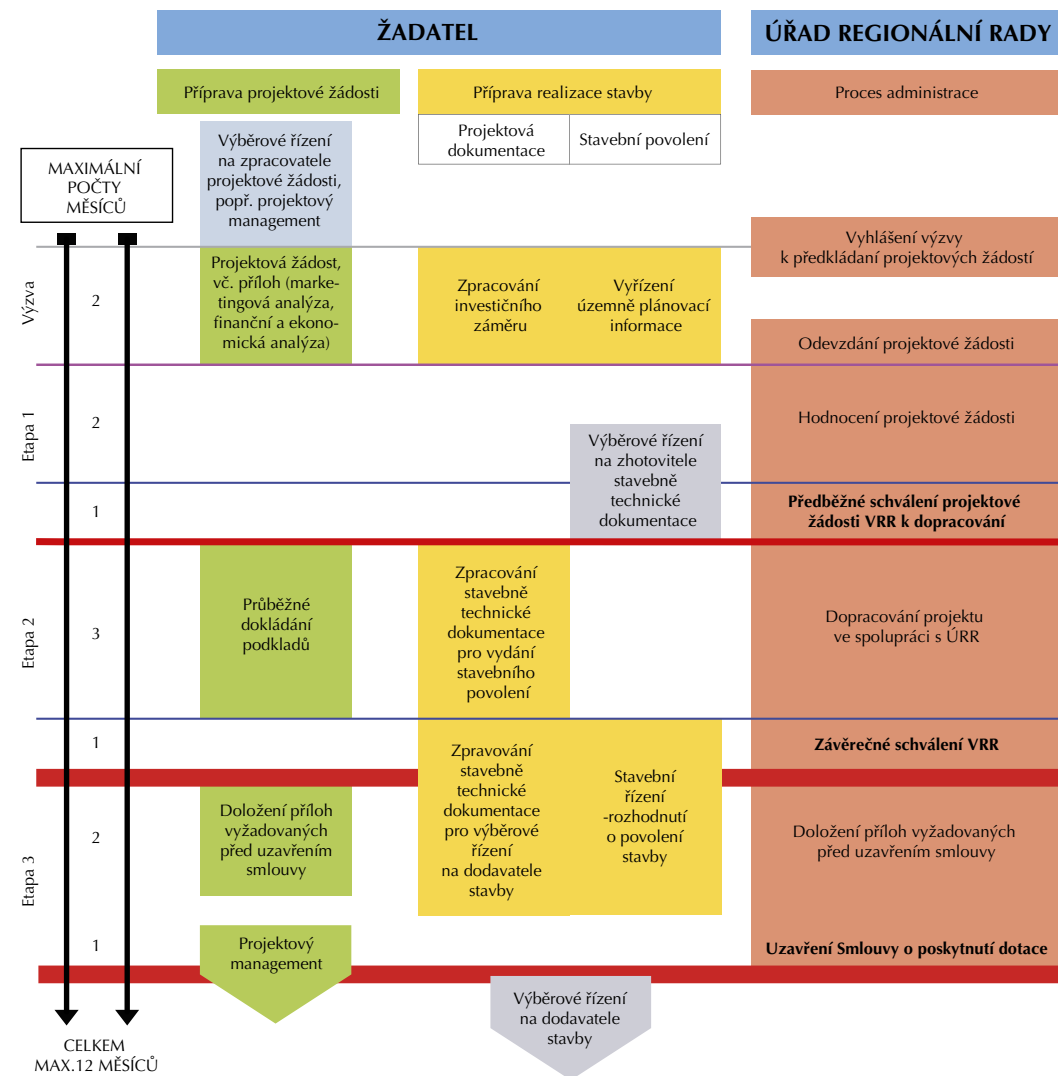 ŽADATEL
ÚŘAD REGIONÁLNÍ RADY
Příprava projektové žádosti
Příprava realizace stavby
Proces administrace
Projektová
dokumentace
Stavební povolení
MAXIMÁLNÍ
POČTY
MĚSÍCŮ
Výběrové řízení
na zpracovatele
projektové žádosti,
popř. projektový
management
Vyhlášení výzvy
k předkládaní projektových žádostí
Výzva
2
Projektová žádost,
vč. příloh (marke-
tingová analýza,
finanční a ekono-
mická analýza)
Zpracování
investičního
záměru
Vyřízení
územně plánovací
informace
Odevzdání projektové žádosti
Etapa 1
2
Hodnocení projektové žádosti
Výběrové řízení
na zhotovitele
stavebně
technické
dokumentace
1
Předběžné schválení projektové
žádosti VRR k dopracování
Etapa 2
3
Průběžné
dokládání
podkladů
Zpracování
stavebně
technické
dokumentace
pro vydání
stavebního
povolení
Dopracování projektu
ve spolupráci s ÚRR
1
Závěrečné schválení VRR
Zpravování
stavebně
technické
dokumentace
pro výběrové
řízení
na dodavatele
stavby
Stavební
řízení
-rozhodnutí
o povolení
stavby
Etapa 3
2
Doložení příloh
vyžadovaných
před uzavřením
smlouvy
Doložení příloh vyžadovaných
před uzavřením smlouvy
1
Projektový
management
Uzavření Smlouvy o poskytnutí dotace
Výběrové řízení
na dodavatele
stavby
CELKEM
MAX.12 MĚSÍCŮ